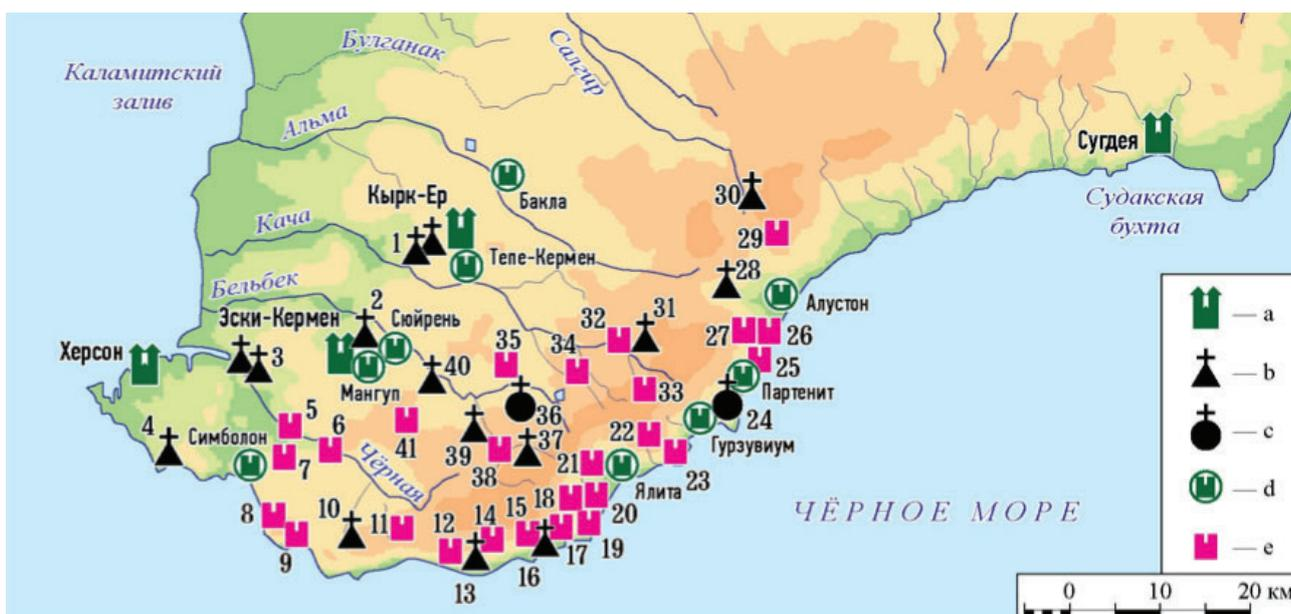 Каламитский
залив
Булганак
Салгир
Альма
Бакла
Сугдея
Судакская
бухта
Кырк-Ер
Кача
1
Тепе-Кермен
30
29
28
Алустон
Бельбек
Эски-Кермен
2
Сюйрень
Херсон
3
Мангуп
40
35
34
32
31
33
27
26
25
Партенит
24
Гурзувиум
36
4
Симболон
5
6
7
41
39
38
37
22
23
21
Ялита
Чёрная
8
9
10
11
12
13
14
15
16
17
18
19
20
ЧЁРНОЕ МОРЕ
— a
— b
— c
— d
— e
0 10 20 км